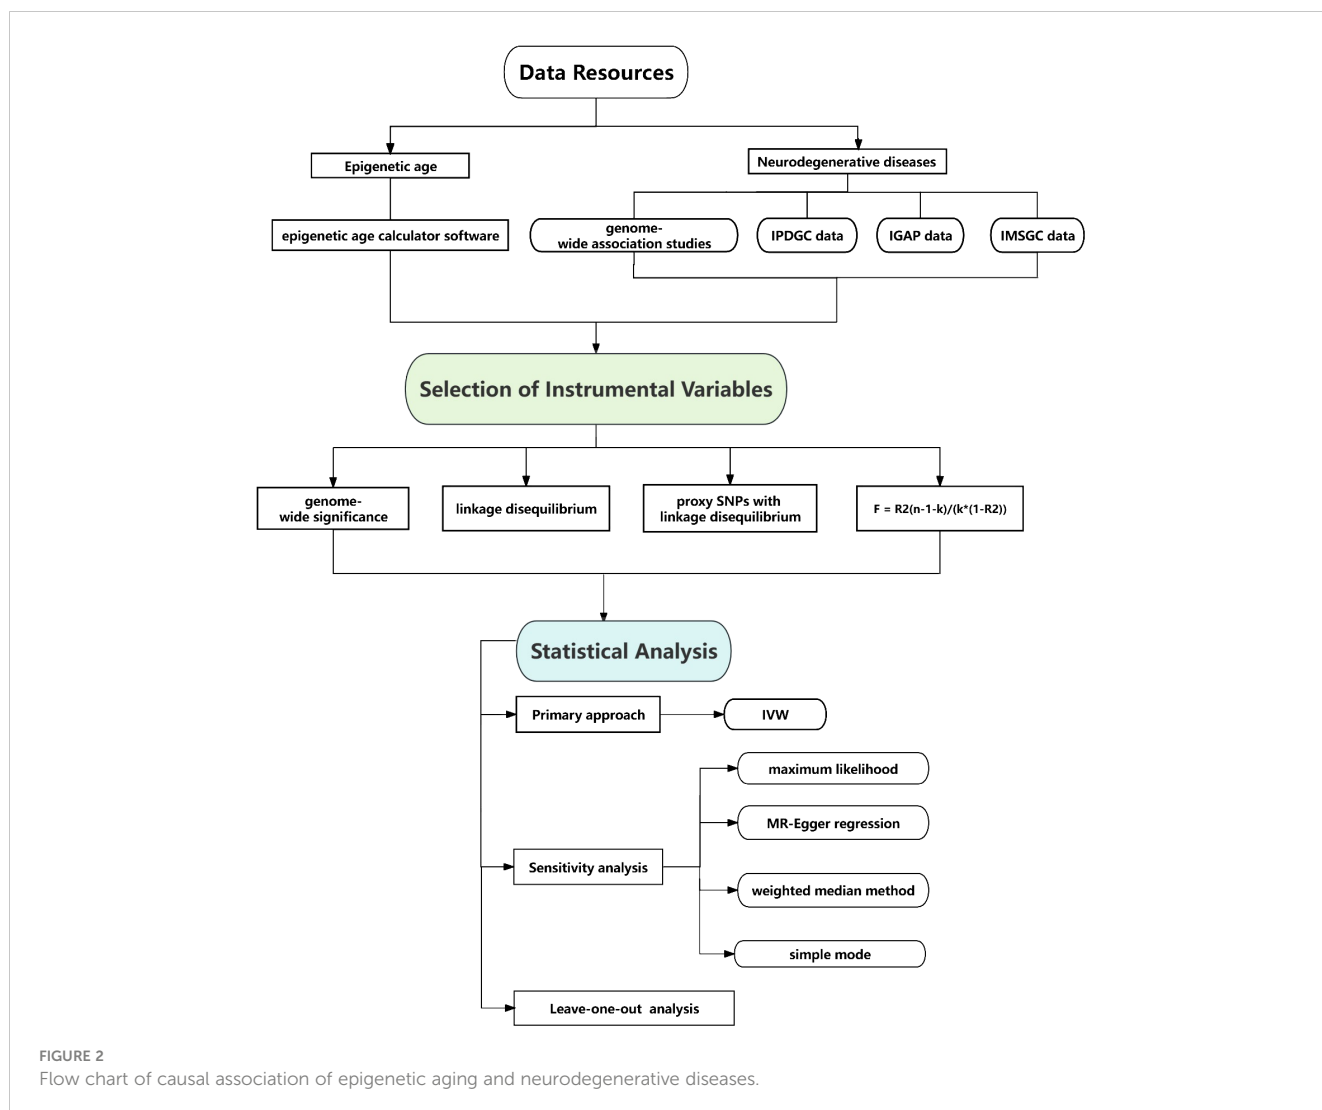 Data Resources
Epigenetic age
Neurodegenerative diseases
epigenetic age calculator software
genome-
wide association studies
IPDGC data
IGAP data
IMSGC data
Selection of Instrumental Variables
genome-
wide significance
linkage disequilibrium
proxy SNPs with
linkage disequilibrium
F = R2(n-1-k)/(k*(1-R2))
Statistical Analysis
Primary approach
IVW
maximum likelihood
MR-Egger regression
Sensitivity analysis
weighted median method
simple mode
Leave-one-out analysis
FIGURE 2
Flow chart of causal association of epigenetic aging and neurodegenerative diseases.